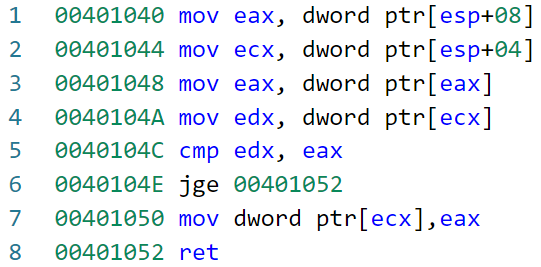 1 00401040 mov eax, dword ptr[esp+08]
2 00401044 mov ecx, dword ptr[esp+04]
3 00401048 mov eax, dword ptr[eax]
4 0040104A mov edx, dword ptr[ecx]
5 0040104C cmp edx, eax
6 0040104E jge 00401052
7 00401050 mov dword ptr[ecx],eax
8 00401052 ret